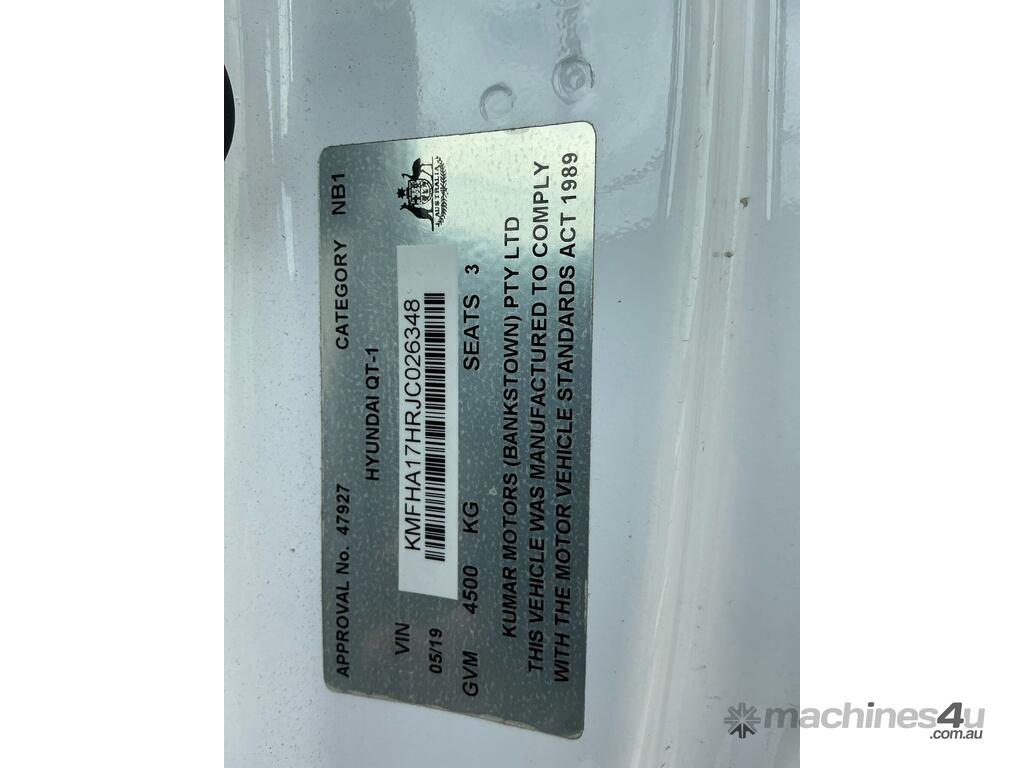 APPROVAL No. 47927 CATEGORY NB1
HYUNDAI QT-1
AUSTRALIA
VIN KMFHA17HRJC026348
05/19
GVM 4500 KG SEATS 3
KUMAR MOTORS (BANKSTOWN) PTY LTD
THIS VEHICLE WAS MANUFACTURED TO COMPLY
WITH THE MOTOR VEHICLE STANDARDS ACT 1989
machines4u
.com.au